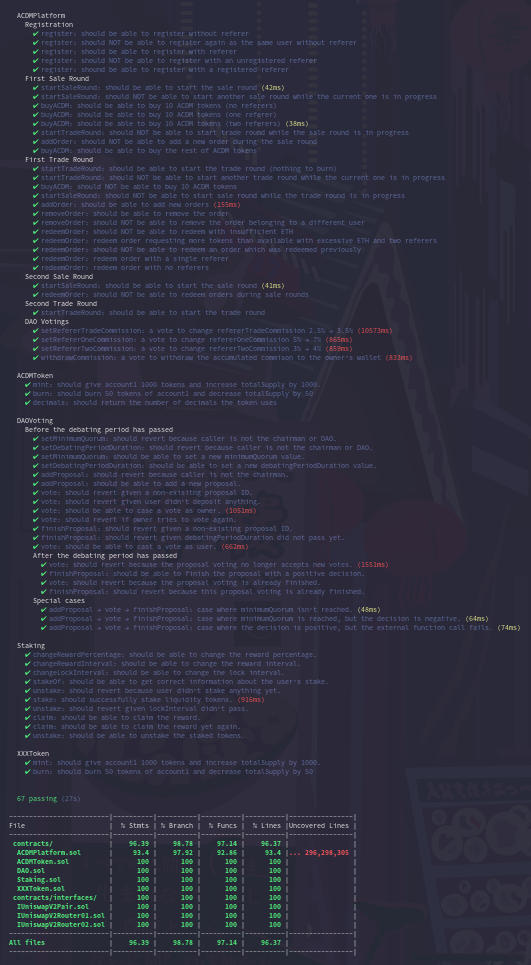 ACDMPlatform
Registration
✔ register: should be able to register without referer
✔ register: should NOT be able to register again as the same user without referer
✔ register: should be able to register with referer
✔ register: should NOT be able to register with an unregistered referer
✔ register: should be able to register with a registered referer
First Sale Round
✔ startSaleRound: should be able to start the sale round (42ms)
✔ startSaleRound: should NOT be able to start another sale round while the current one is in progress
✔ buyACDM: should be able to buy 10 ACDM tokens (no referers)
✔ buyACDM: should be able to buy 10 ACDM tokens (one referer)
✔ buyACDM: should be able to buy 10 ACDM tokens (two referers) (38ms)
✔ startTradeRound: should NOT be able to start trade round while the sale round is in progress
✔ addOrder: should NOT be able to add a new order during the sale round
✔ buyACDM: should be able to buy the rest of ACDM tokens
First Trade Round
✔ startTradeRound: should be able to start the trade round (nothing to burn)
✔ startTradeRound: should NOT be able to start another trade round while the current one is in progress
✔ buyACDM: should NOT be able to buy 10 ACDM tokens
✔ startSaleRound: should NOT be able to start sale round while the trade round is in progress
✔ addOrder: should be able to add new orders (155ms)
✔ removeOrder: should be able to remove the order
✔ removeOrder: should NOT be able to remove the order belonging to a different user
✔ redeemOrder: should NOT be able to redeem with insufficient ETH
✔ redeemOrder: redeem order requesting more tokens than available with excessive ETH and two referers
✔ redeemOrder: should NOT be able to redeem an order which was redeemed previously
✔ redeemOrder: redeem order with a single referer
✔ redeemOrder: redeem order with no referers
Second Sale Round
✔ startSaleRound: should be able to start the sale round (41ms)
✔ redeemOrder: should NOT be able to redeem orders during sale rounds
Second Trade Round
✔ startTradeRound: should be able to start the trade round
DAO Votings
✔ setRefererTradeCommission: a vote to change refererTradeCommission 2.5% → 3.5% (10573ms)
✔ setRefererOneCommission: a vote to change refererOneCommission 5% → 7% (865ms)
✔ setRefererTwoCommission: a vote to change refererTwoCommission 3% → 4% (859ms)
✔ withdrawCommission: a vote to withdraw the accumulated commison to the owner's wallet (833ms)
ACDMToken
✔ mint: should give account1 1000 tokens and increase totalSupply by 1000.
✔ burn: should burn 50 tokens of account1 and decrease totalSupply by 50
✔ decimals: should return the number of decimals the token uses
DAOVoting
Before the debating period has passed
✔ setMinimumQuorum: should revert because caller is not the chairman or DAO.
✔ setDebatingPeriodDuration: should revert because caller is not the chairman or DAO.
✔ setMinimumQuorum: should be able to set a new minimumQuorum value.
✔ setDebatingPeriodDuration: should be able to set a new debatingPeriodDuration value.
✔ addProposal: should revert because caller is not the chairman.
✔ addProposal: should be able to add a new proposal.
✔ vote: should revert given a non-existing proposal ID.
✔ vote: should revert given user didn't deposit anything.
✔ vote: should be able to case a vote as owner. (1051ms)
✔ vote: should revert if owner tries to vote again.
✔ finishProposal: should revert given a non-existing proposal ID.
✔ finishProposal: should revert given debatingPeriodDuration did not pass yet.
✔ vote: should be able to cast a vote as user. (662ms)
After the debating period has passed
✔ vote: should revert because the proposal voting no longer accepts new votes. (1551ms)
✔ finishProposal: should be able to finish the proposal with a positive decision.
✔ vote: should revert because the proposal voting is already finished.
✔ finishProposal: should revert because this proposal voting is already finished.
Special cases
✔ addProposal → vote → finishProposal: case where minimumQuorum isn't reached. (48ms)
✔ addProposal → vote → finishProposal: case where minimumQuorum is reached, but the decision is negative. (64ms)
✔ addProposal → vote → finishProposal: case where the decision is positive, but the external function call fails. (74ms)
Staking
✔ changeRewardPercentage: should be able to change the reward percentage.
✔ changeRewardInterval: should be able to change the reward interval.
✔ changeLockInterval: should be able to change the lock interval.
✔ stakeOf: should be able to get correct information about the user's stake.
✔ unstake: should revert because user didn't stake anything yet.
✔ stake: should successfully stake liquidity tokens. (916ms)
✔ unstake: should revert given lockInterval didn't pass.
✔ claim: should be able to claim the reward.
✔ claim: should be able to claim the reward yet again.
✔ unstake: should be able to unstake the staked tokens.
XXXToken
✔ mint: should give account1 1000 tokens and increase totalSupply by 1000.
✔ burn: should burn 50 tokens of account1 and decrease totalSupply by 50
67 passing (27s)
File | % Stmts | % Branch | % Funcs | % Lines |Uncovered Lines |
contracts/ | 96.39 | 98.78 | 97.14 | 96.37 | |
ACDMPlatform.sol | 93.4 | 97.92 | 92.86 | 93.4 |... 296,298,305 |
ACDMToken.sol | 100 | 100 | 100 | 100 | |
DAO.sol | 100 | 100 | 100 | 100 | |
Staking.sol | 100 | 100 | 100 | 100 | |
XXXToken.sol | 100 | 100 | 100 | 100 | |
contracts/interfaces/ | 100 | 100 | 100 | 100 | |
IUniswapV2Pair.sol | 100 | 100 | 100 | 100 | |
IUniswapV2Router01.sol | 100 | 100 | 100 | 100 | |
IUniswapV2Router02.sol | 100 | 100 | 100 | 100 | |
All files | 96.39 | 98.78 | 97.14 | 96.37 | |